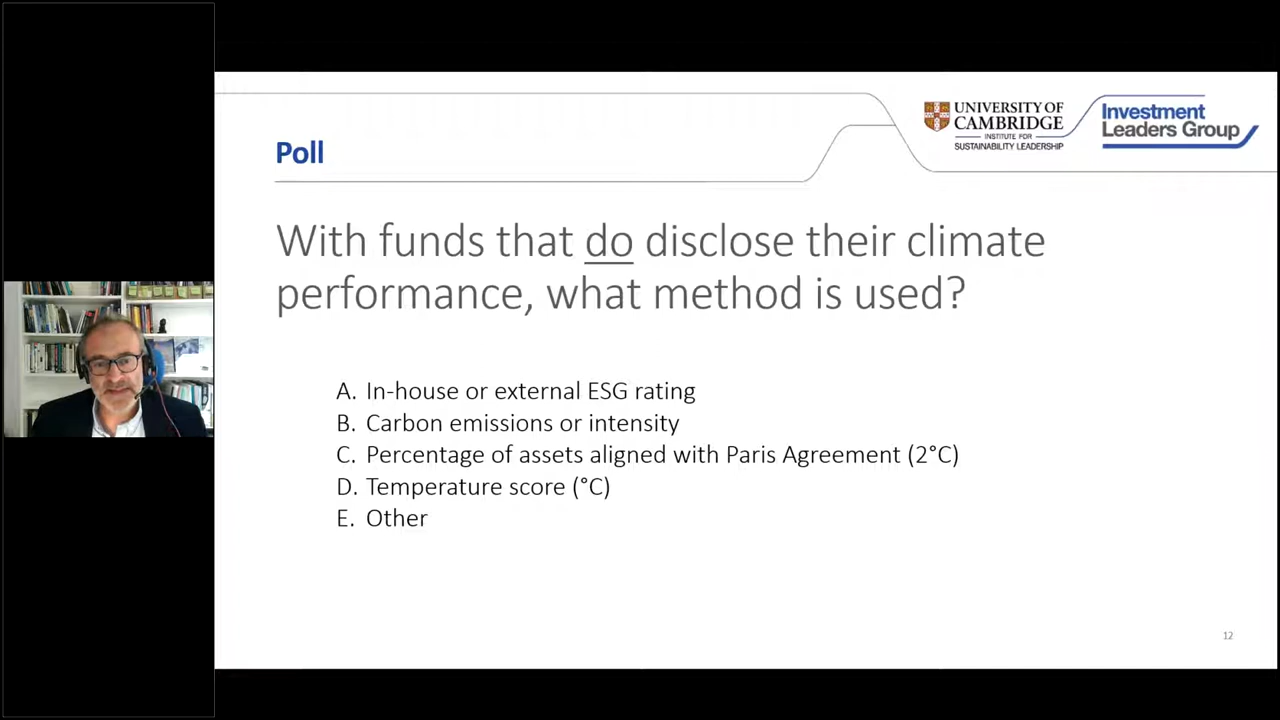 UNIVERSITY OF
CAMBRIDGE
INSTITUTE FOR
SUSTAINABILITY LEADERSHIP
Investment
Leaders Group
Poll
With funds that do disclose their climate
performance, what method is used?
A. In-house or external ESG rating
B. Carbon emissions or intensity
C. Percentage of assets aligned with Paris Agreement (2°C)
D. Temperature score (°C)
E. Other
12